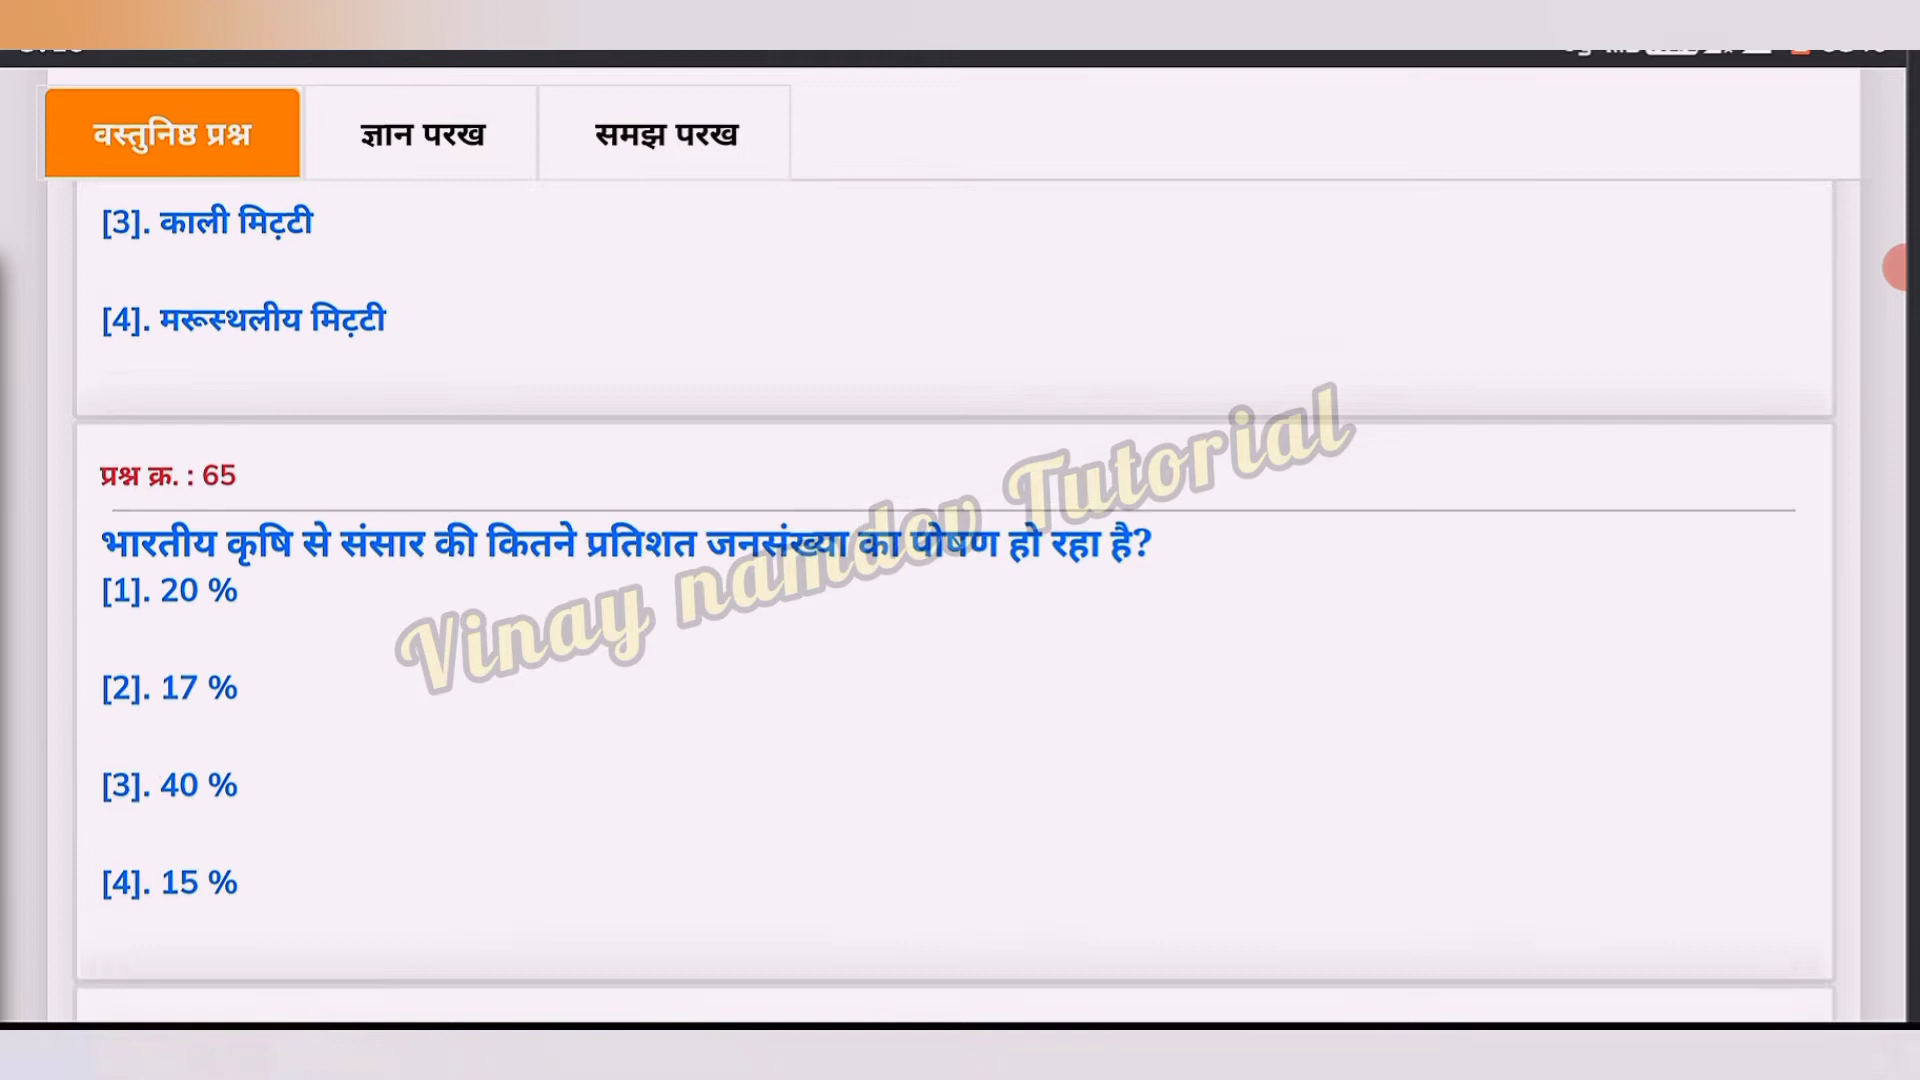 वस्तुनिष्ठ प्रश्न
ज्ञान परख
समझ परख
[3]. काली मिट्‌टी
[4]. मरूस्थलीय मिट्‌टी
प्रश्न क्र. : 65
भारतीय कृषि से संसार की कितने प्रतिशत जनसंख्या का पोषण हो रहा है?
[1]. 20 %
[2]. 17 %
[3]. 40 %
[4]. 15 %
Vinay namdev Tutorial